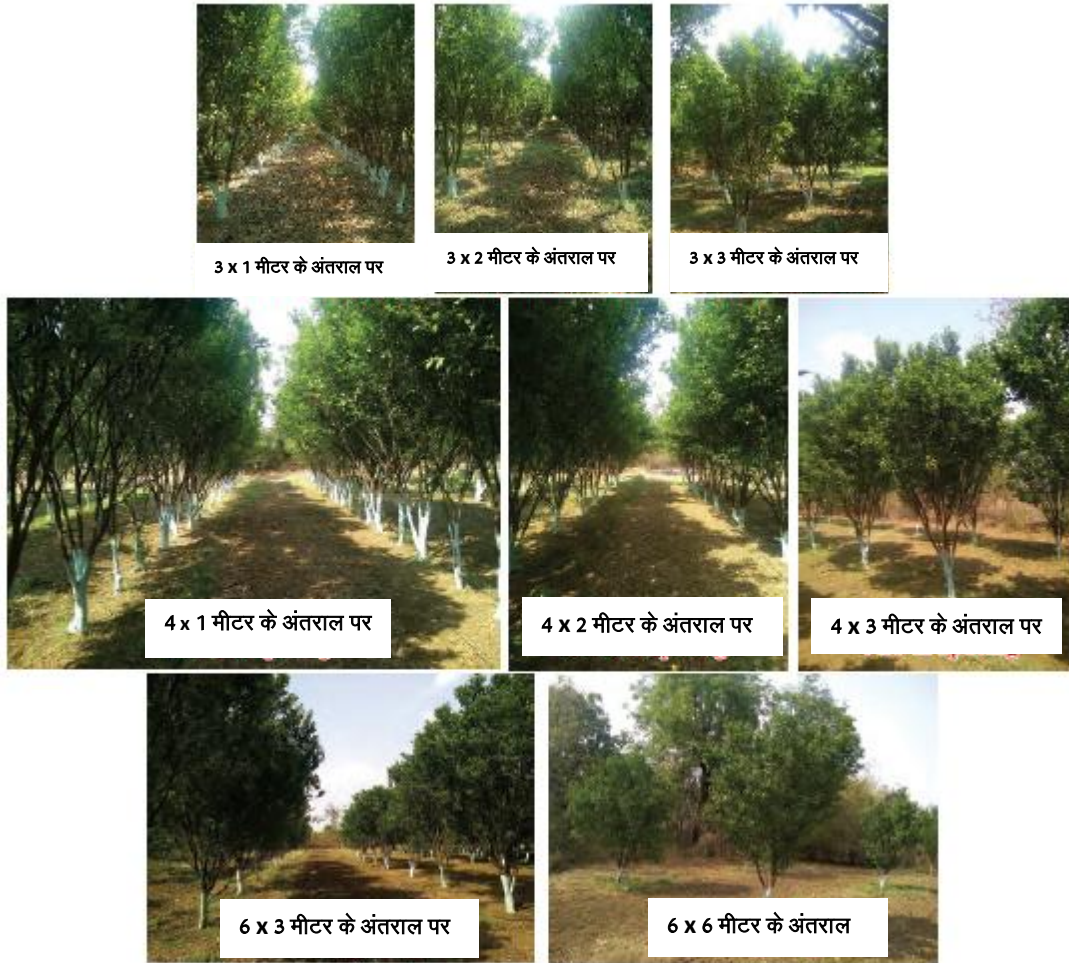 3 x 1 मीटर के अंतराल पर
3 x 2 मीटर के अंतराल पर
3 x 3 मीटर के अंतराल पर
4 x 1 मीटर के अंतराल पर
4 x 2 मीटर के अंतराल पर
4 x 3 मीटर के अंतराल पर
6 x 3 मीटर के अंतराल पर
6 x 6 मीटर के अंतराल